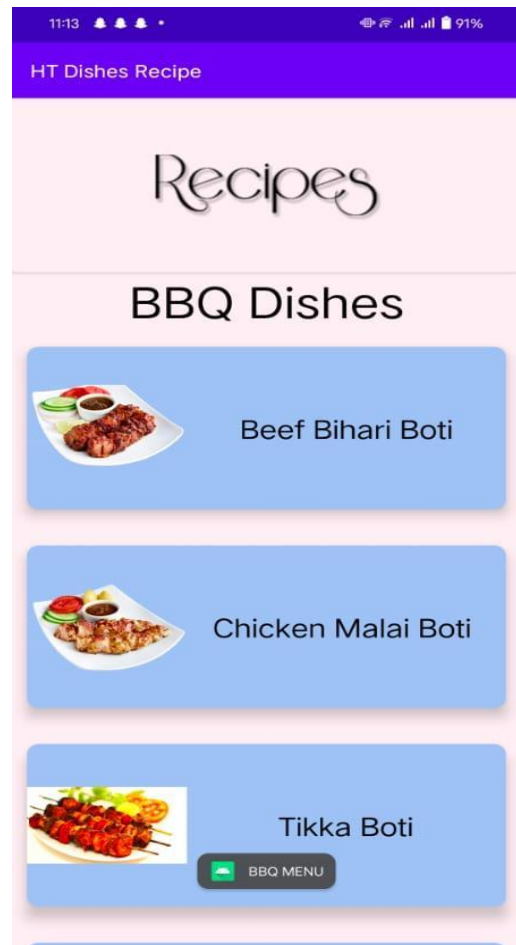 11:13 91%
HT Dishes Recipe
Recipes
BBQ Dishes
Beef Bihari Boti
Chicken Malai Boti
Tikka Boti
BBQ MENU